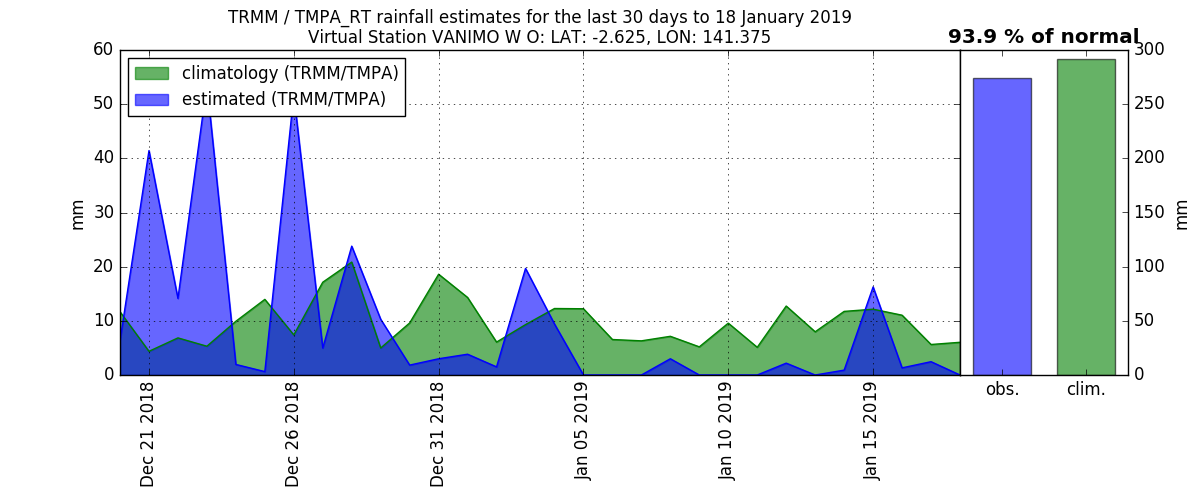 TRMM / TMPA_RT rainfall estimates for the last 30 days to 18 January 2019
Virtual Station VANIMO W O: LAT: -2.625, LON: 141.375
93.9 % of normal
climatology (TRMM/TMPA)
estimated (TRMM/TMPA)
mm
60
50
40
30
20
10
0
Dec 21 2018
Dec 26 2018
Dec 31 2018
Jan 05 2019
Jan 10 2019
Jan 15 2019
obs.
clim.
300
250
200
150
100
50
0
mm